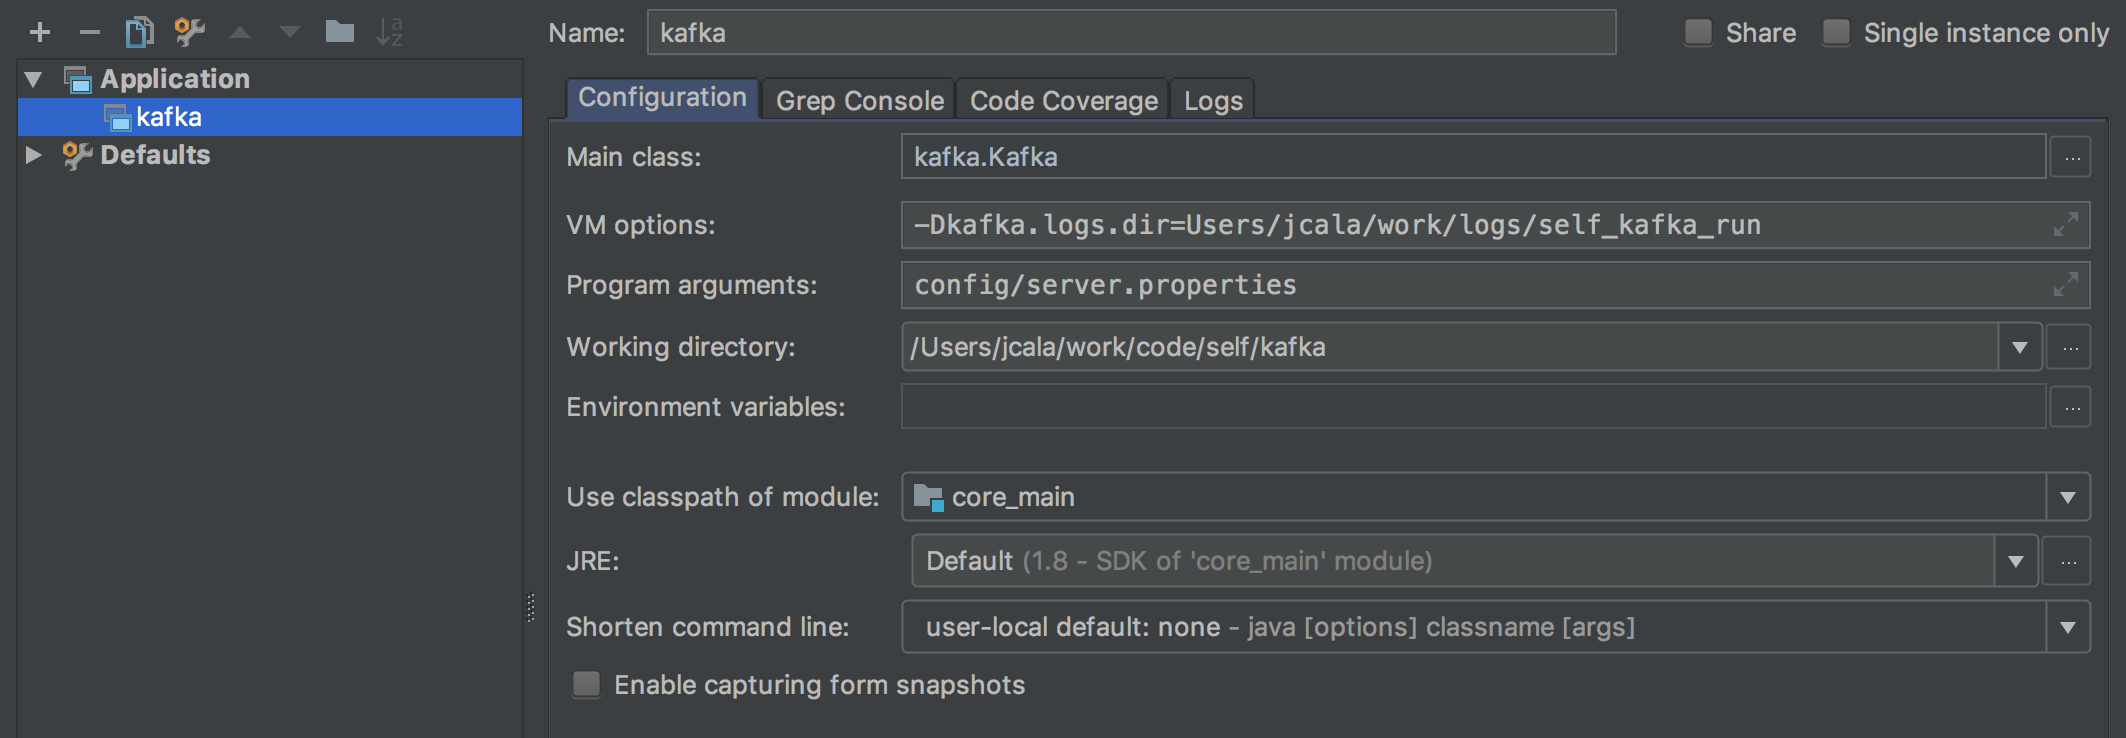 Name: kafka Share Single instance only
Application
kafka
Defaults
Configuration Grep Console Code Coverage Logs
Main class: kafka.Kafka ...
VM options: -Dkafka.logs.dir=Users/jcala/work/logs/self_kafka_run
Program arguments: config/server.properties
Working directory: /Users/jcala/work/code/self/kafka ...
Environment variables: ...
Use classpath of module: core_main
JRE: Default (1.8 - SDK of 'core_main' module) ...
Shorten command line: user-local default: none - java [options] classname [args]
Enable capturing form snapshots